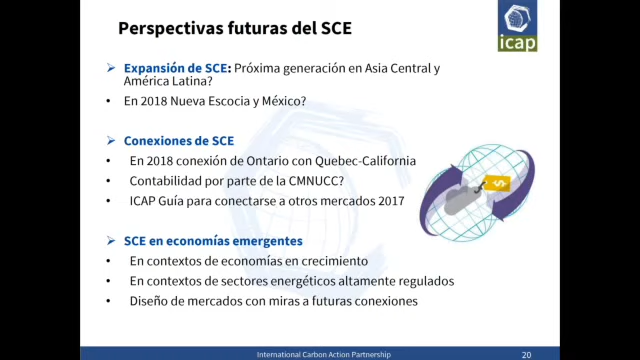 Perspectivas futuras del SCE
icap
Expansión de SCE: Próxima generación en Asia Central y
América Latina?
En 2018 Nueva Escocia y México?
Conexiones de SCE
En 2018 conexión de Ontario con Quebec-California
Contabilidad por parte de la CMNUCC?
ICAP Guía para conectarse a otros mercados 2017
$
SCE en economías emergentes
En contextos de economías en crecimiento
En contextos de sectores energéticos altamente regulados
Diseño de mercados con miras a futuras conexiones
International Carbon Action Partnership
20